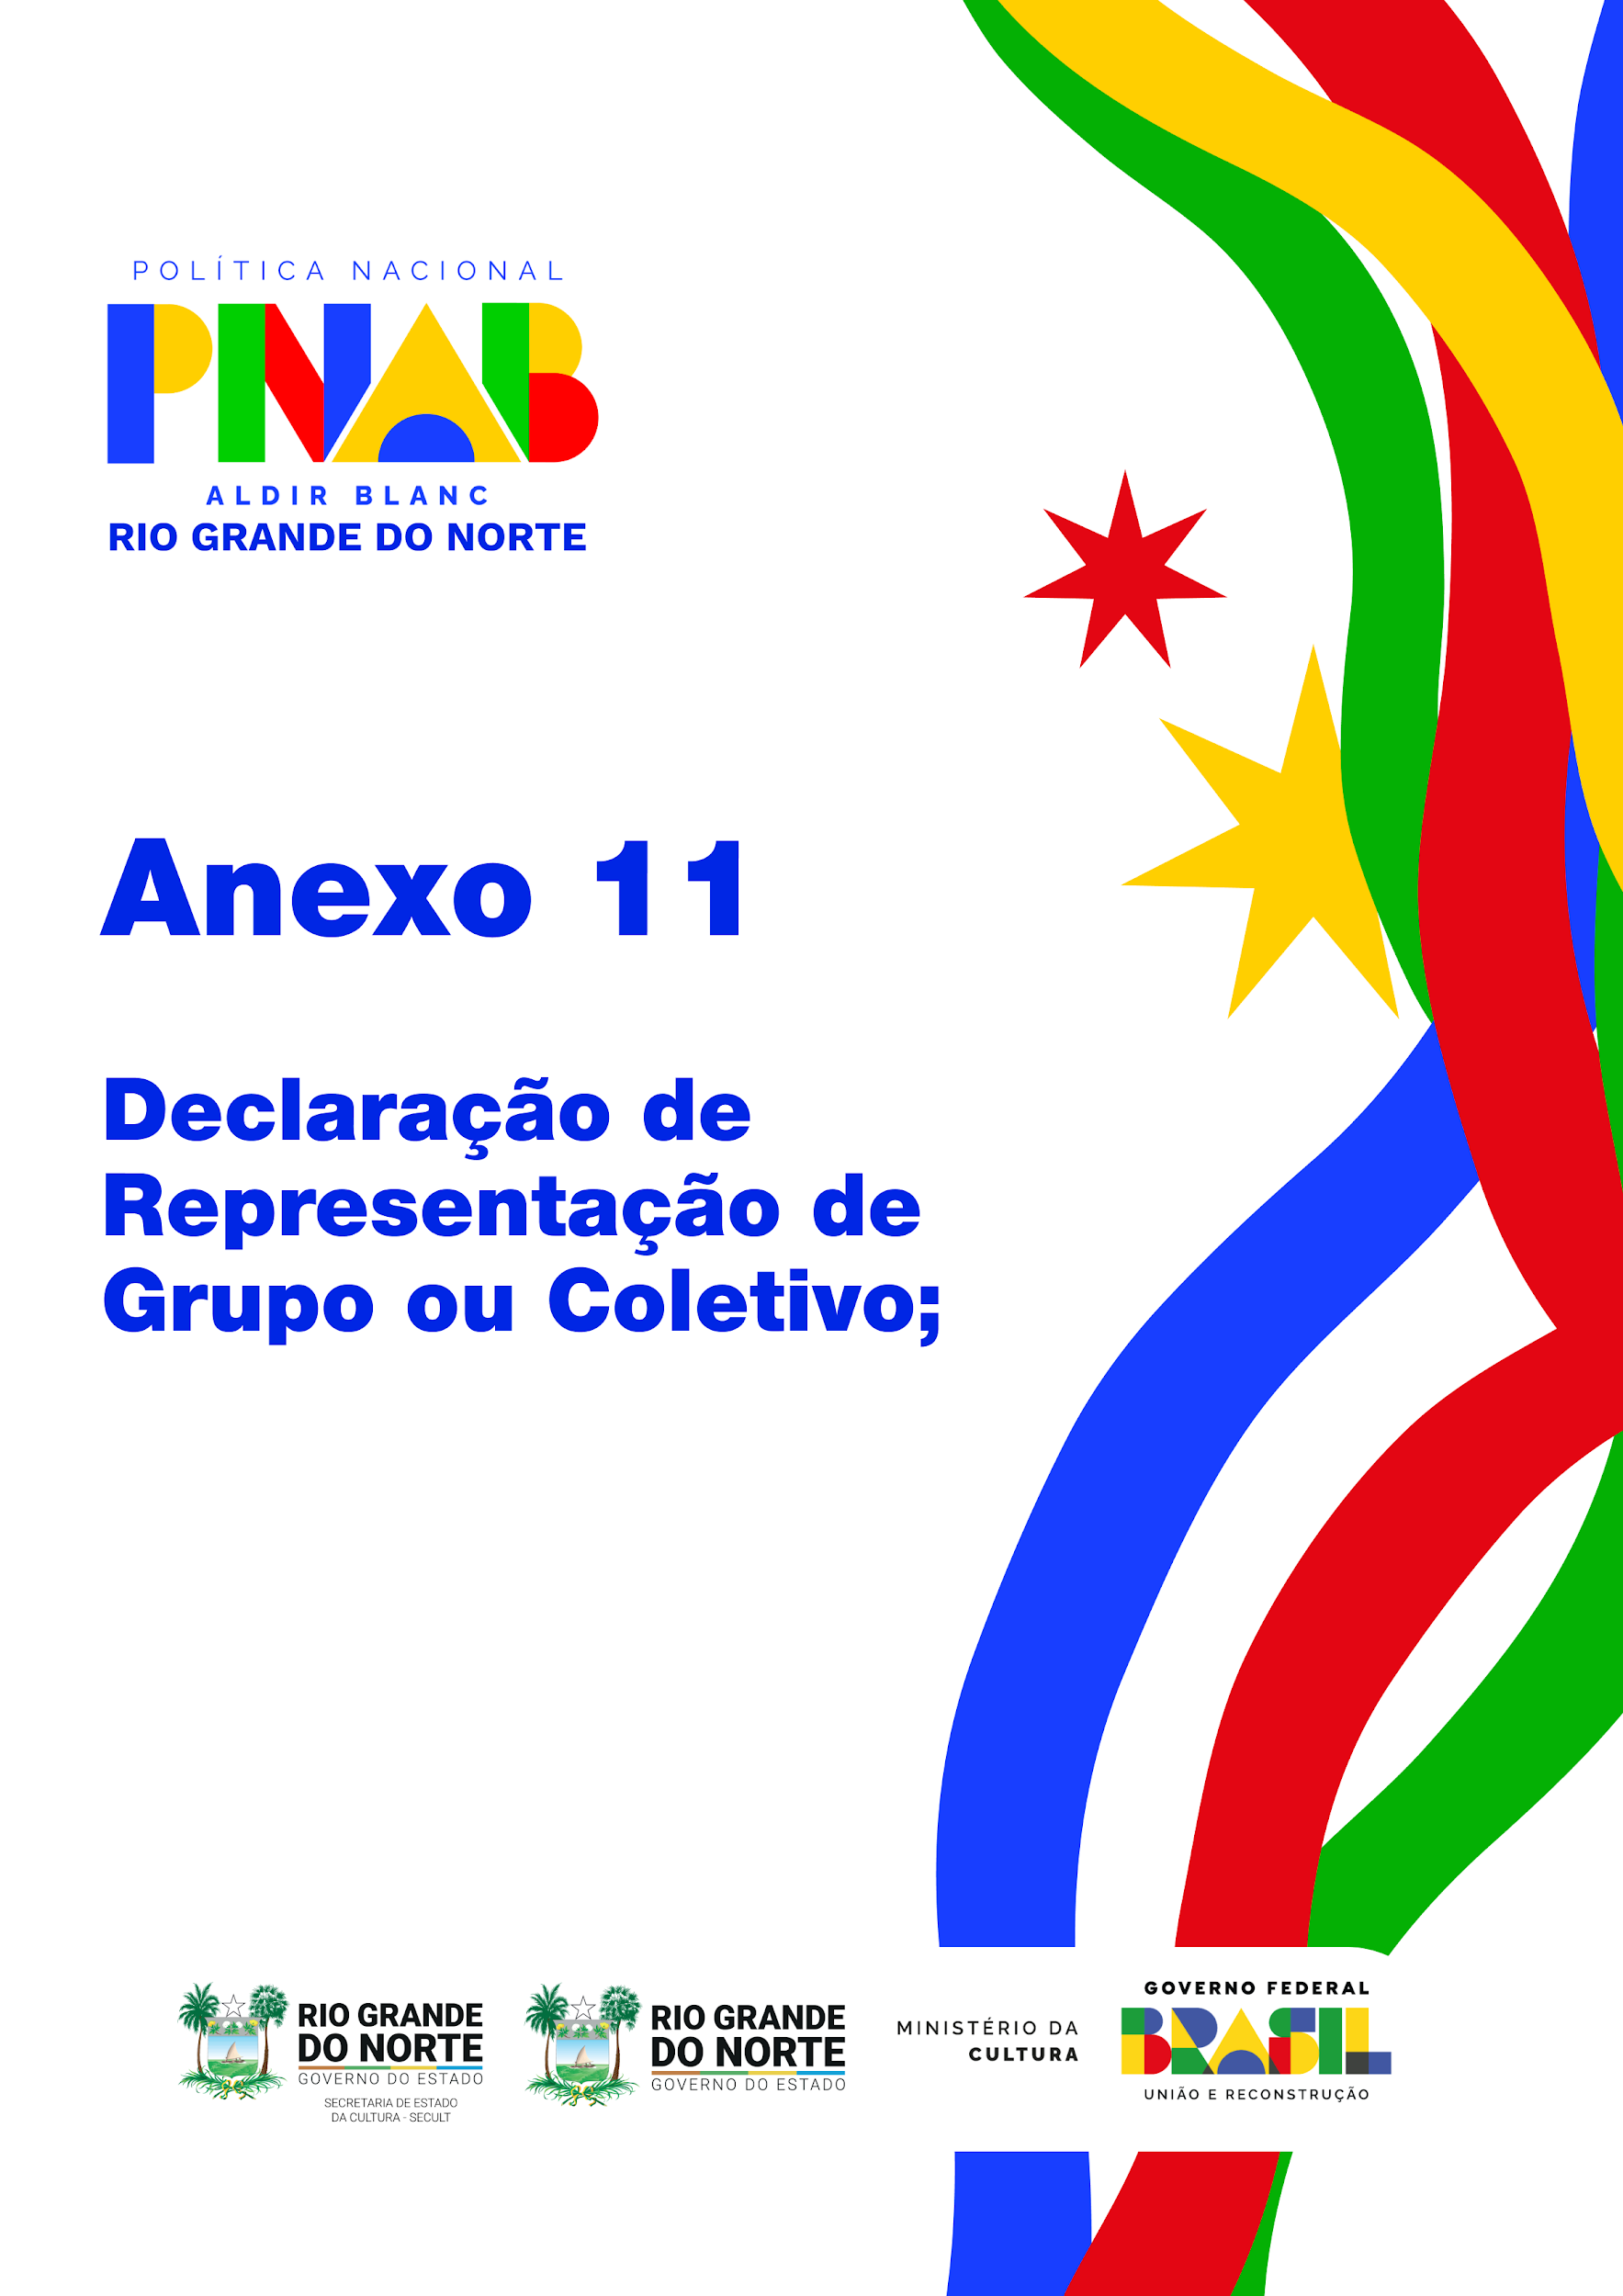 POLÍTICA NACIONAL
PNAB
ALDIR BLANC
RIO GRANDE DO NORTE
Anexo 11
Declaração de
Representação de
Grupo ou Coletivo;
RIO GRANDE
DO NORTE
GOVERNO DO ESTADO
SECRETARIA DE ESTADO
DA CULTURA - SECULT
RIO GRANDE
DO NORTE
GOVERNO DO ESTADO
MINISTÉRIO DA
CULTURA
GOVERNO FEDERAL
BRASIL
UNIÃO E RECONSTRUÇÃO